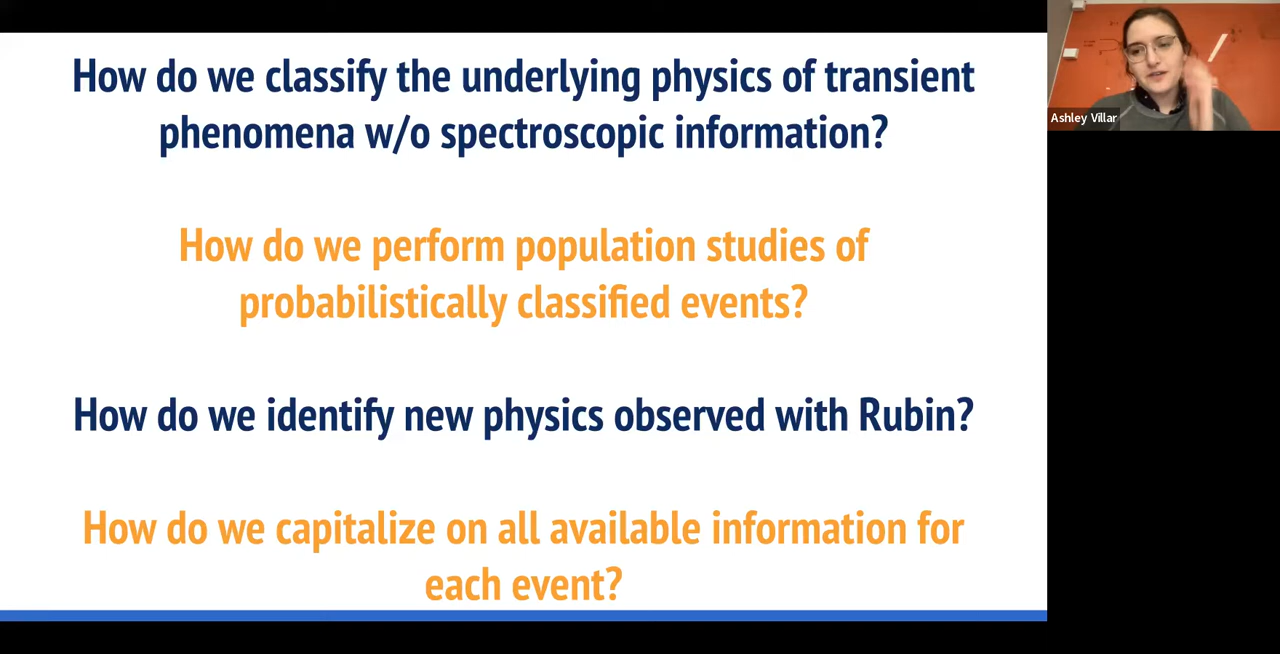 How do we classify the underlying physics of transient
phenomena w/o spectroscopic information?
How do we perform population studies of
probabilistically classified events?
How do we identify new physics observed with Rubin?
How do we capitalize on all available information for
each event?
Ashley Villar